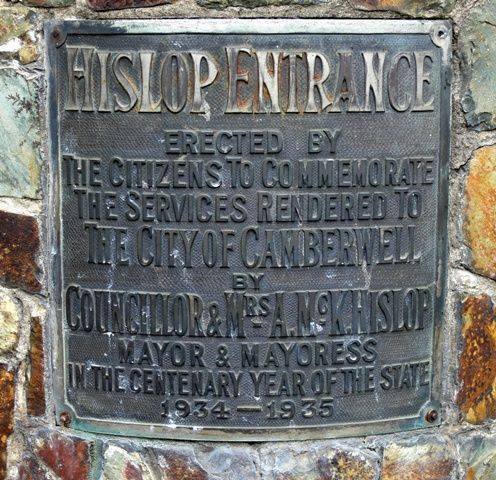 HISLOP ENTRANCE
ERECTED BY
THE CITIZENS TO COMMEMORATE
THE SERVICES RENDERED TO
THE CITY OF CAMBERWELL
BY
COUNCILLOR & MRS A. McK. HISLOP
MAYOR & MAYORESS
IN THE CENTENARY YEAR OF THE STATE
1934 — 1935